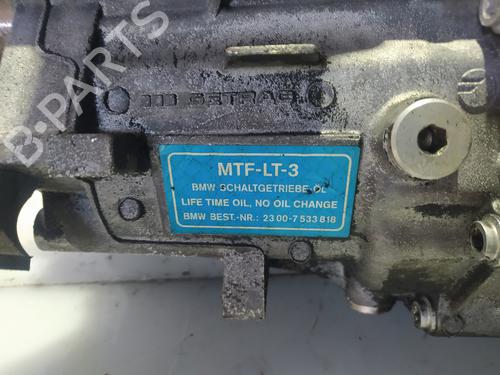 B-PARTS
GETRAG
MTF-LT-3
BMW SCHALTGETRIEBE ÖL
LIFE TIME OIL, NO OIL CHANGE
BMW BEST.-NR.: 23 00-7 533 818